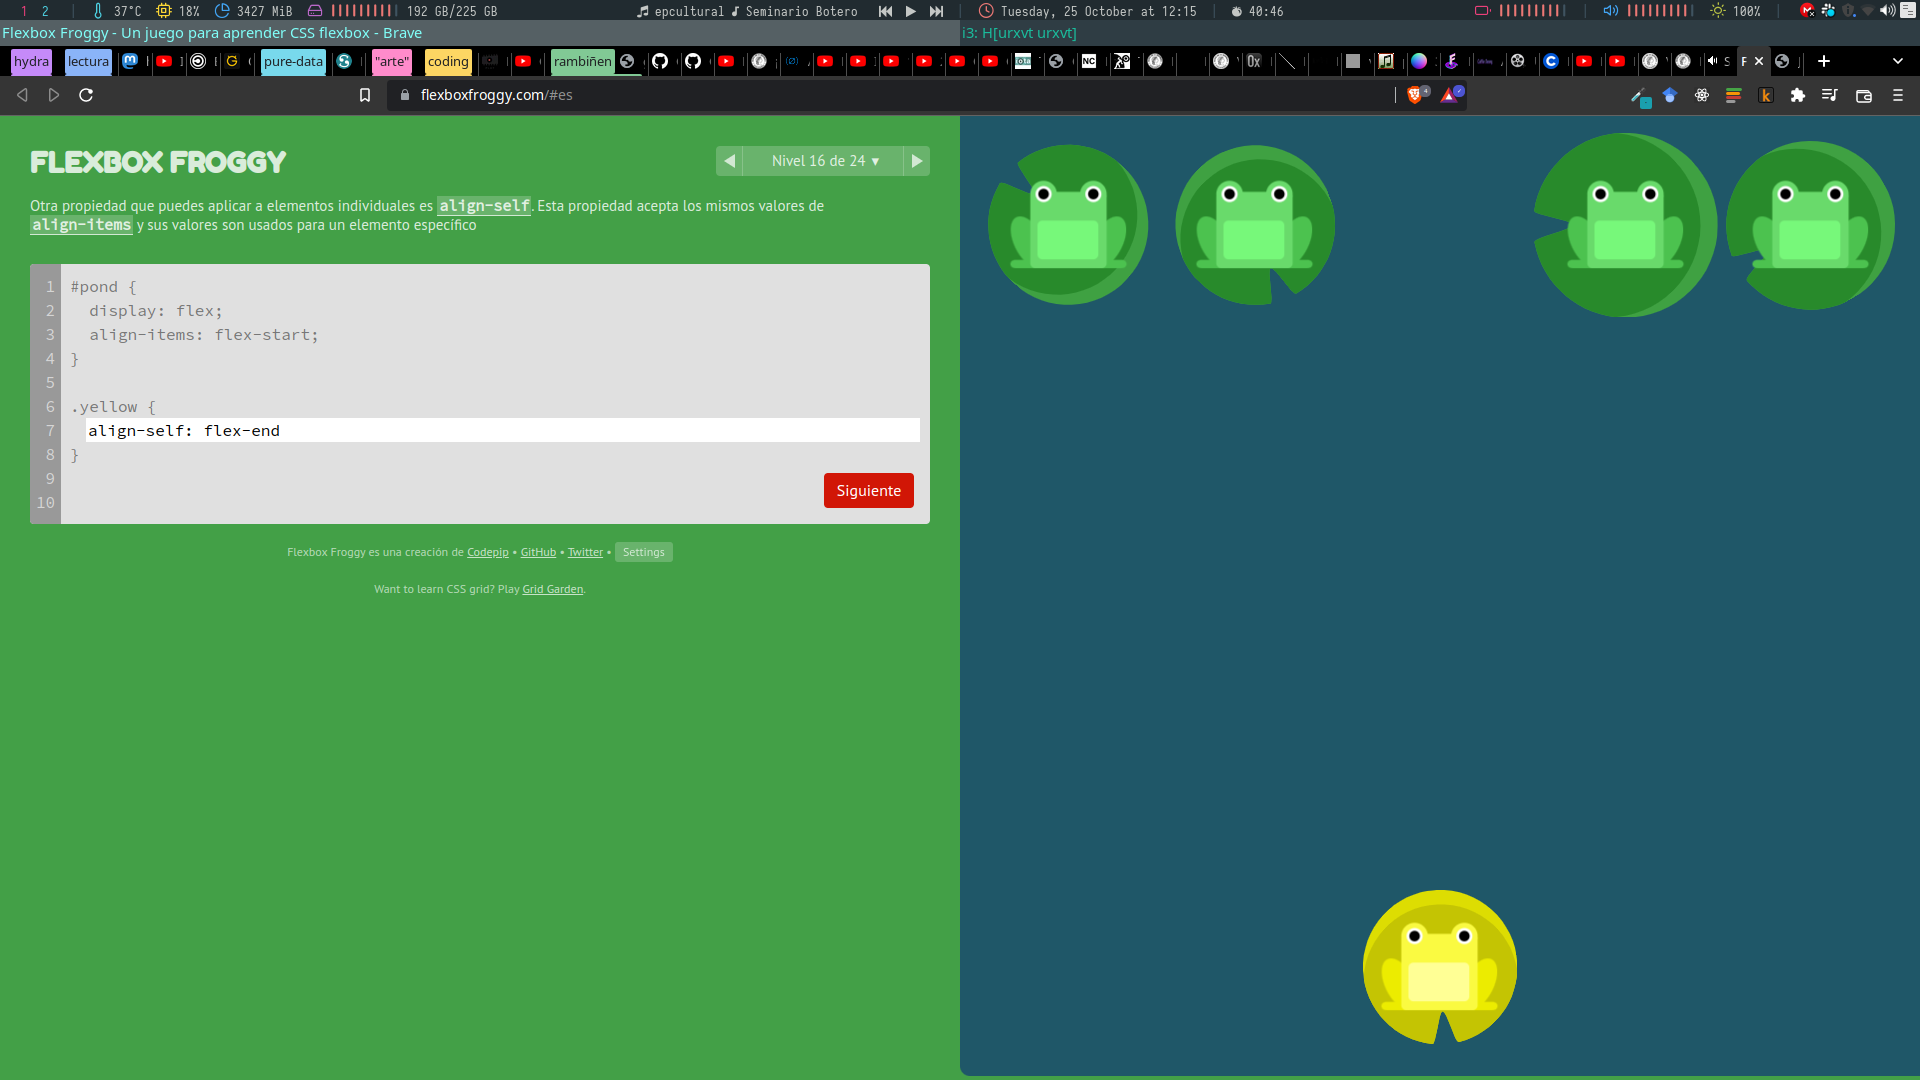 1 2 37°C 18% 3427 MiB 192 GB/225 GB epcultural Seminario Botero Tuesday, 25 October at 12:15 40:46 100%
Flexbox Froggy - Un juego para aprender CSS flexbox - Brave
i3: H[urxvt urxvt]
hydra lectura pure-data "arte" coding rambiñen
flexboxfroggy.com/#es
FLEXBOX FROGGY
Nivel 16 de 24 ▾
Otra propiedad que puedes aplicar a elementos individuales es align-self. Esta propiedad acepta los mismos valores de
align-items y sus valores son usados para un elemento específico
1 #pond {
2 display: flex;
3 align-items: flex-start;
4 }
5
6 .yellow {
7 align-self: flex-end
8 }
9
10
Siguiente
Flexbox Froggy es una creación de Codepip • GitHub • Twitter • Settings
Want to learn CSS grid? Play Grid Garden.